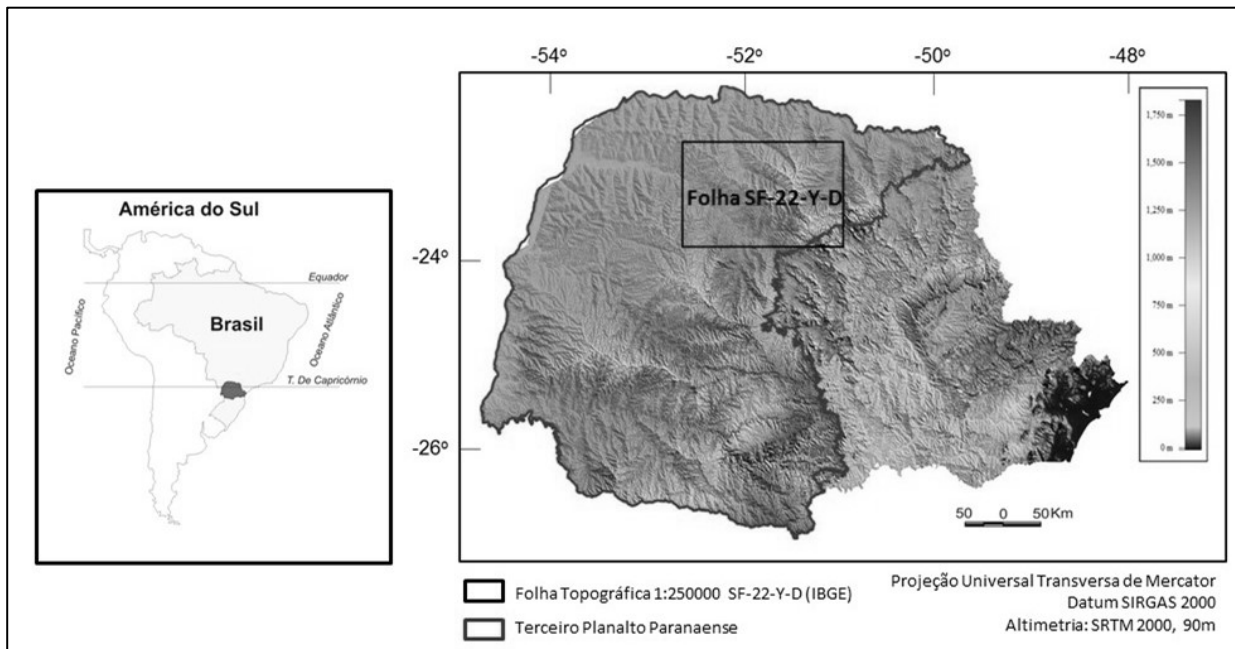 América do Sul
Equador
Oceano Pacífico
Oceano Atlântico
Brasil
T. De Capricórnio
-54º
-52º
-50º
-48º
-24º
-26º
Folha SF-22-Y-D
1,750 m
1,500 m
1,250 m
1,000 m
750 m
500 m
250 m
0 m
50 0 50 Km
Folha Topográfica 1:250000 SF-22-Y-D (IBGE)
Terceiro Planalto Paranaense
Projeção Universal Transversa de Mercator
Datum SIRGAS 2000
Altimetria: SRTM 2000, 90m